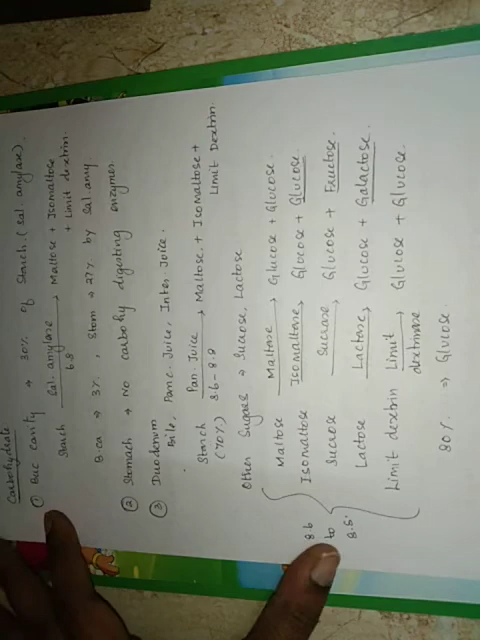 Carbohydrate
① Buc cavity ⇒ 30% of Starch. (Sal. amylase).
Starch Sal. amylase → Maltose + Isomaltose
6.8 + Limit dextrin.
B.ca ⇒ 3%, Stom ⇒ 27% by Sal. amy
② Stomach → No carbohy digesting enzymes
③ Duodenum
Bile, Panc. Juice, Inter. Juice.
Starch Pan. Juice → Maltose + Isomaltose +
(70%) 8.6-8.8 Limit Dextrin
Other Sugars ⇒ Sucrose, Lactose
Maltose Maltase → Glucose + Glucose.
Isomaltose Isomaltase → Glucose + Glucose.
Sucrose Sucrase → Glucose + Fructose.
Lactose Lactase → Glucose + Galactose.
Limit dextrin Limit dextrinase → Glucose + Glucose.
8.6
to
8.8.
80% ⇒ Glucose.